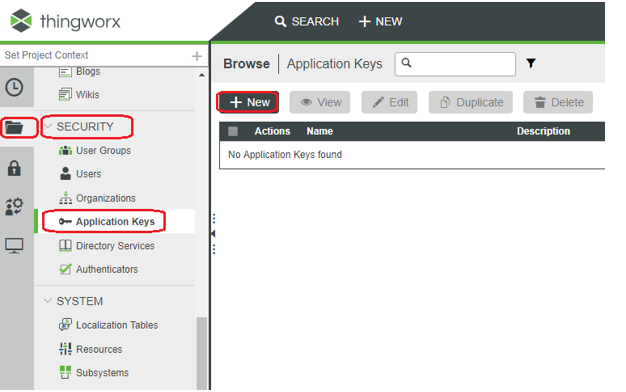 thingworx
SEARCH
NEW
Set Project Context
Blogs
Wikis
SECURITY
User Groups
Users
Organizations
Application Keys
Directory Services
Authenticators
SYSTEM
Localization Tables
Resources
Subsystems
Browse Application Keys
New View Edit Duplicate Delete
Actions Name Description
No Application Keys found